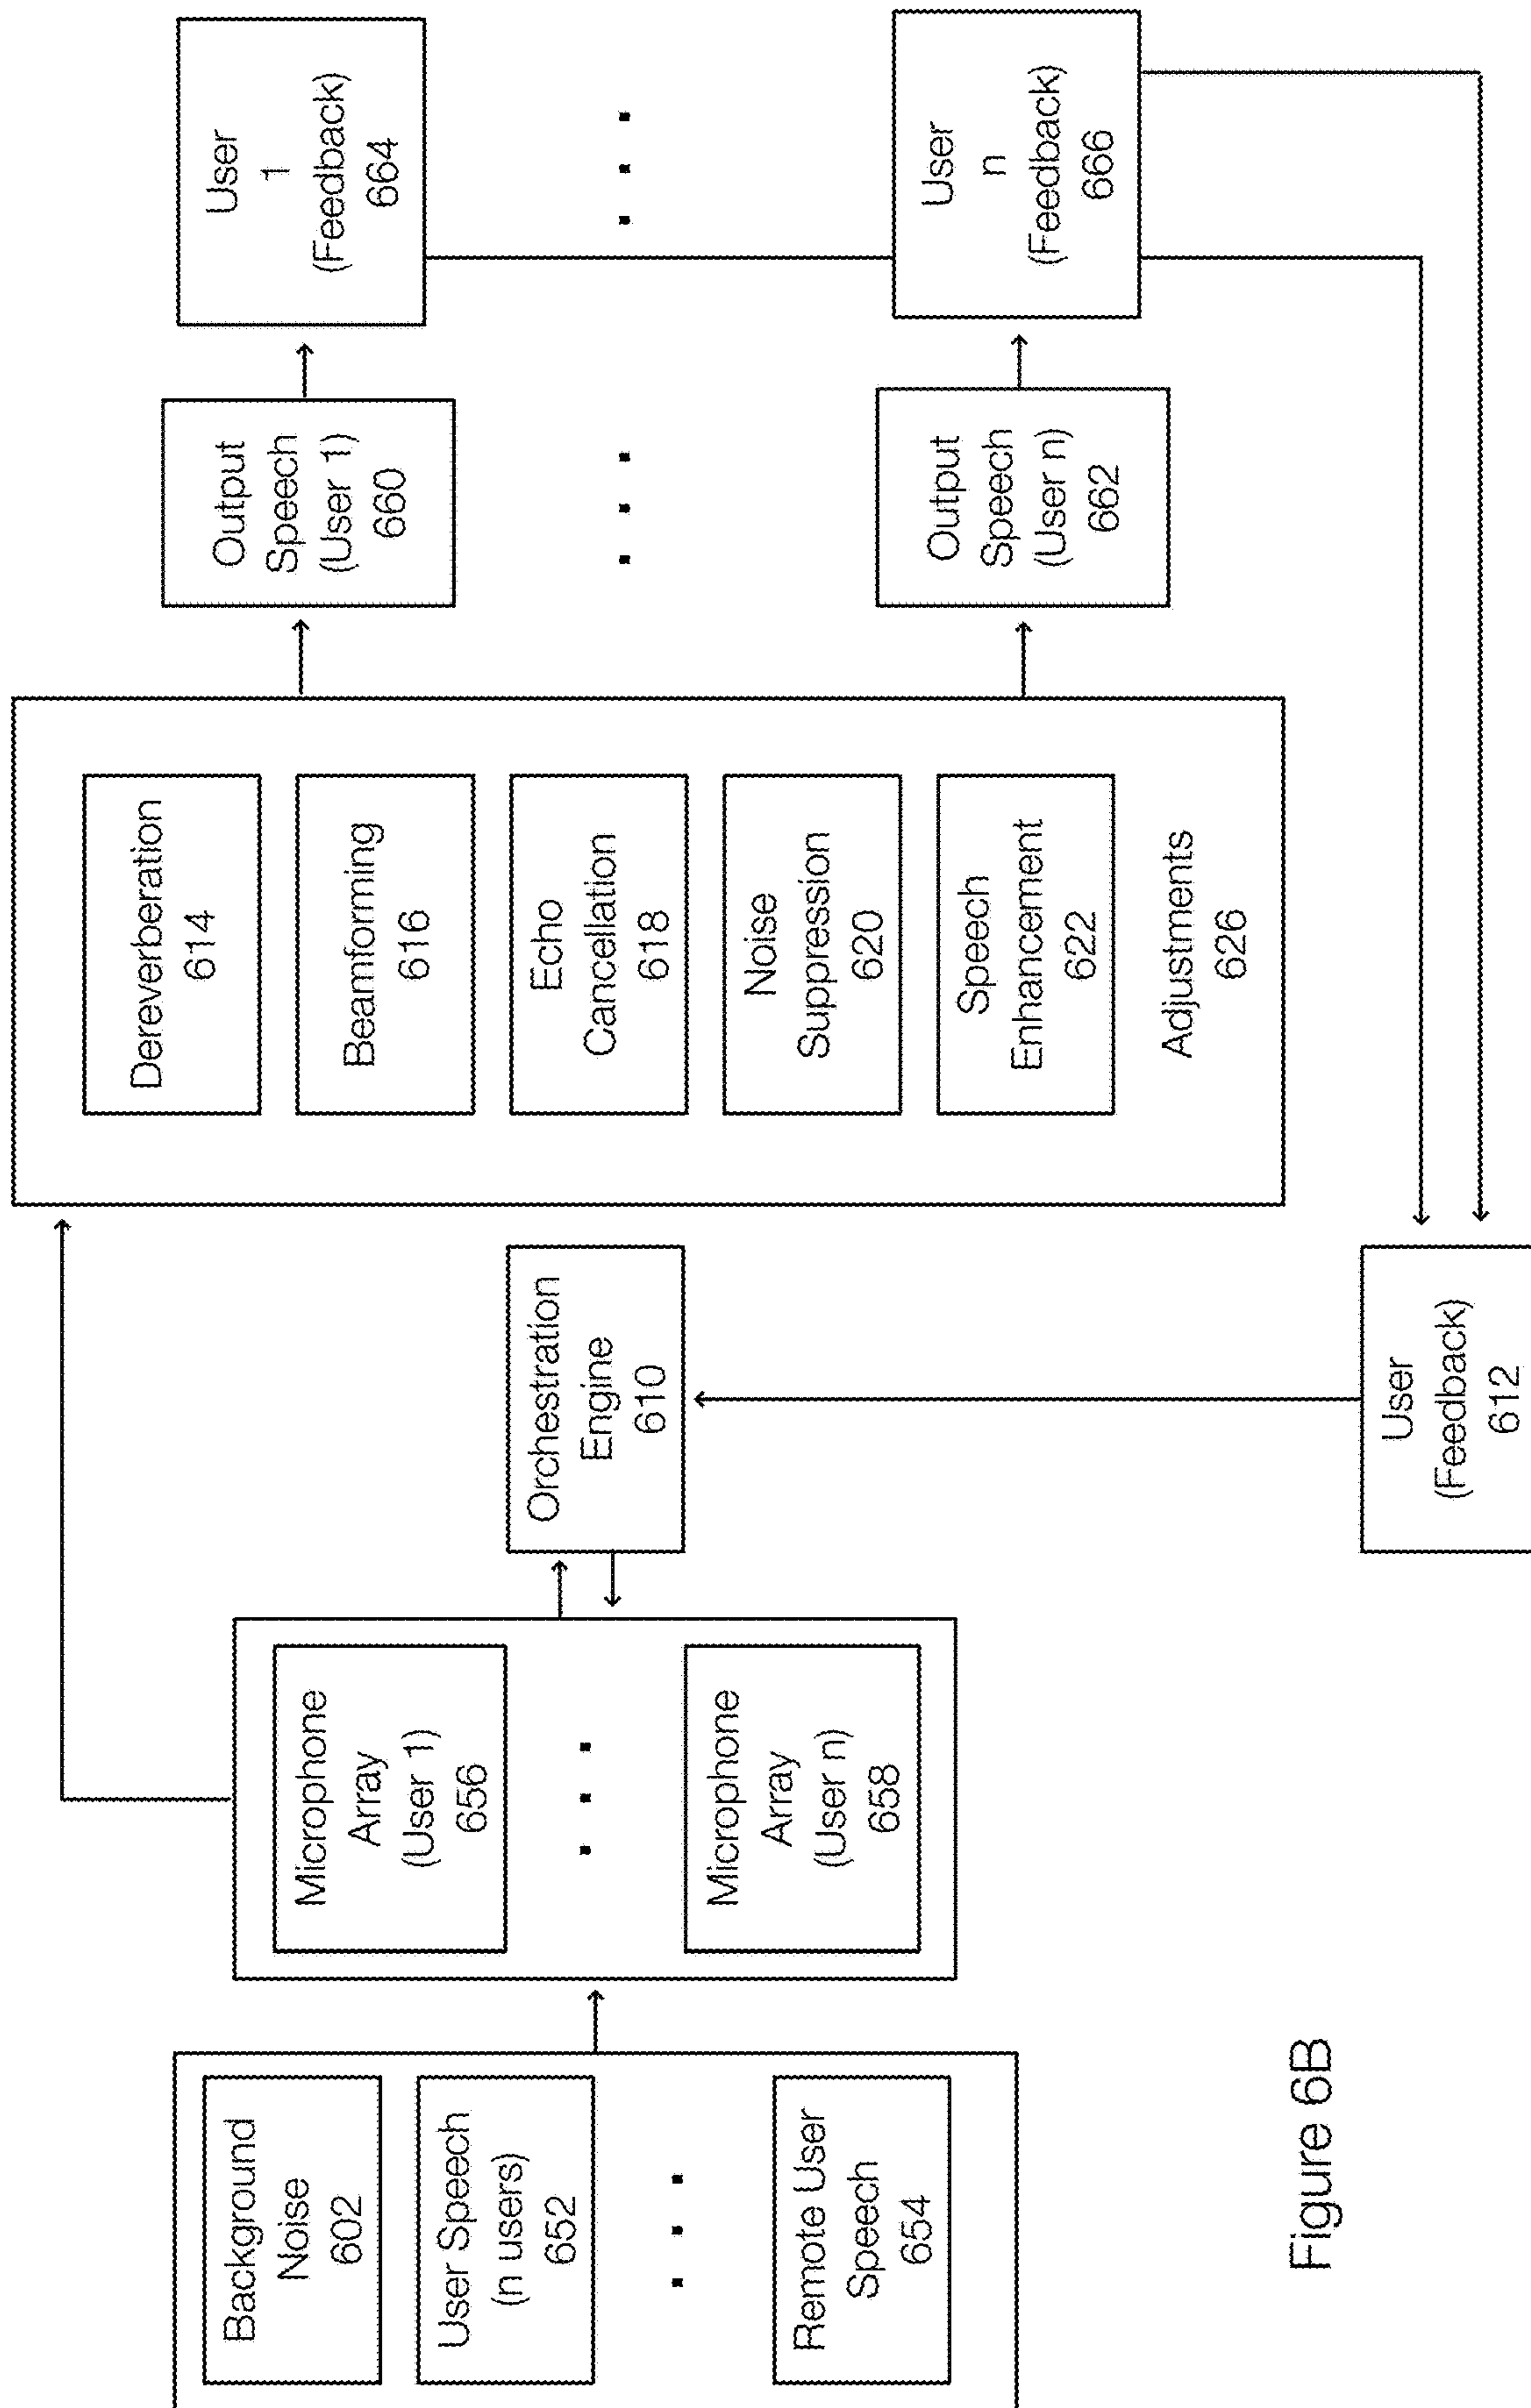 Background
Noise
602
User Speech
(n users)
652
Remote User
Speech
654
Microphone
Array
(User 1)
656
Microphone
Array
(User n)
658
Orchestration
Engine
610
User
(Feedback)
612
Dereverberation
614
Beamforming
616
Echo
Cancellation
618
Noise
Suppression
620
Speech
Enhancement
622
Adjustments
626
Output
Speech
(User 1)
660
Output
Speech
(User n)
662
User
1
(Feedback)
664
User
n
(Feedback)
666
Figure 6B